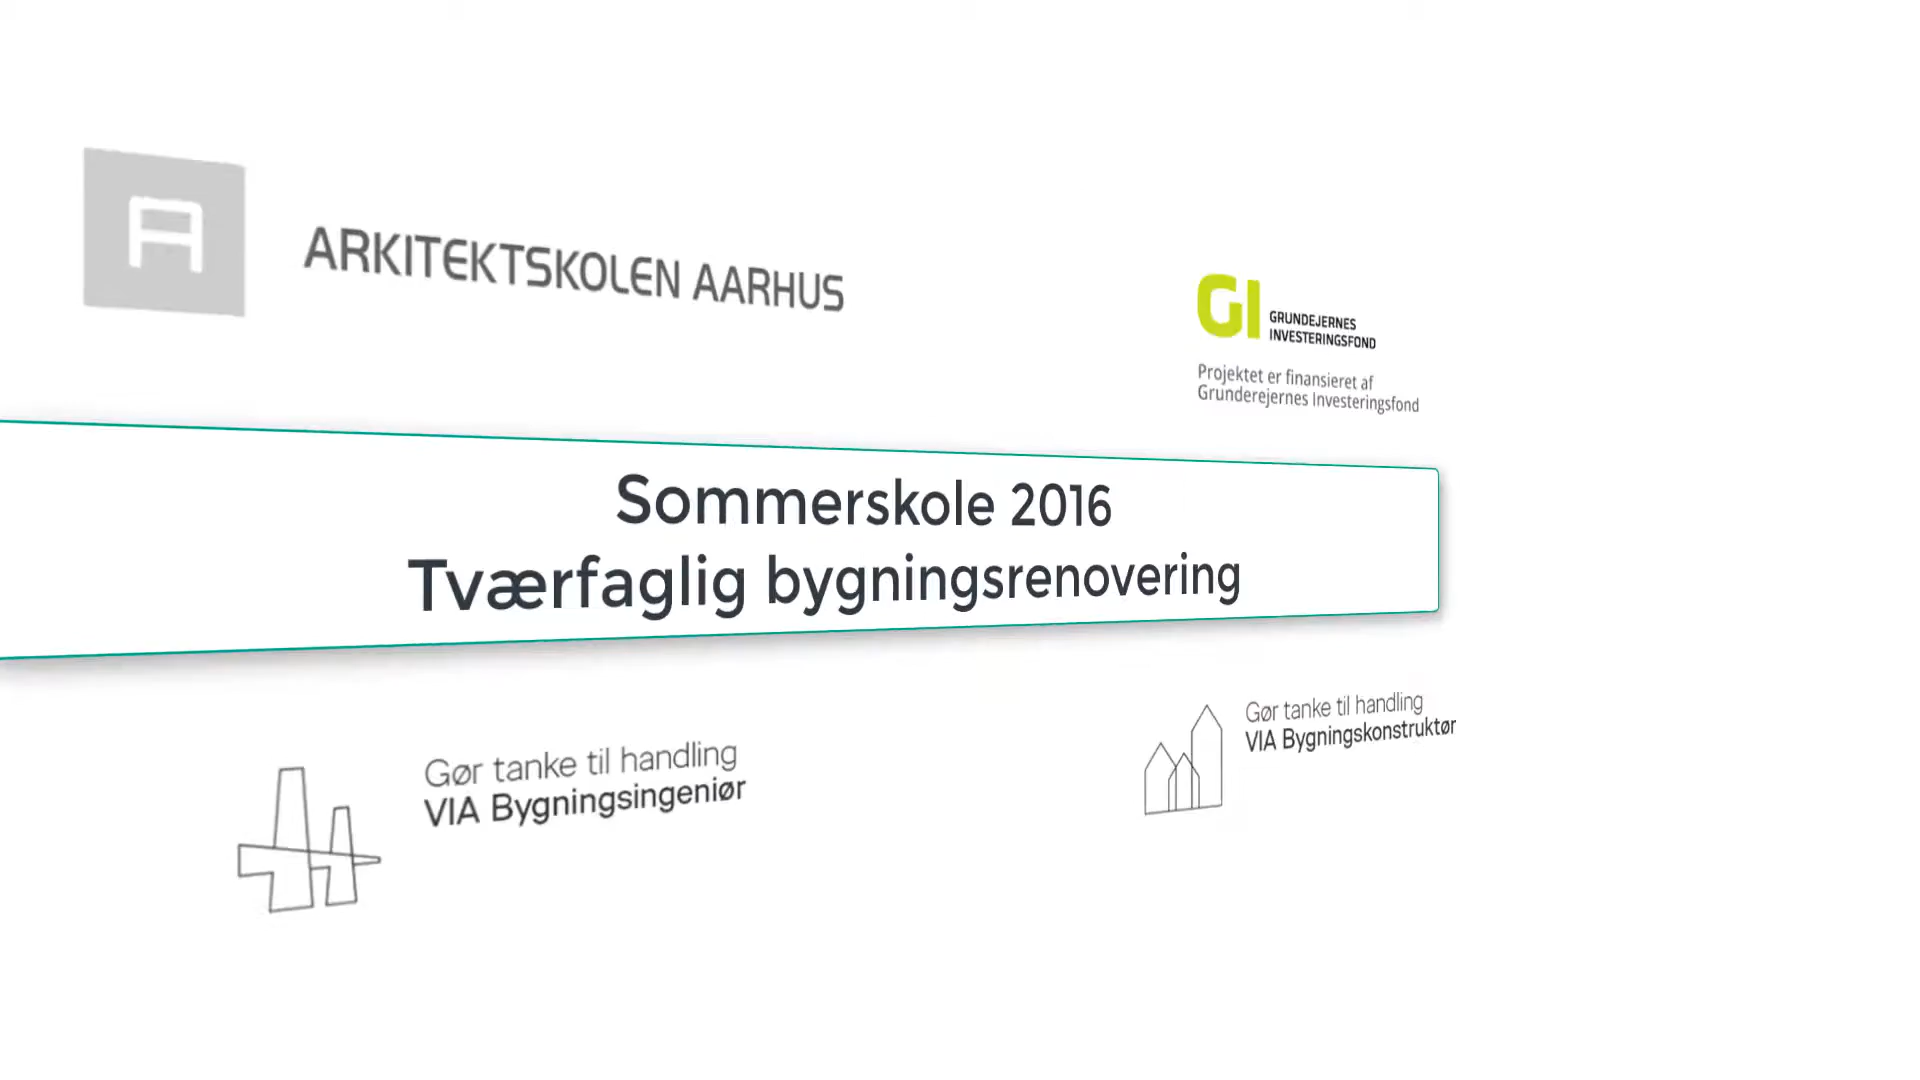 A
ARKITEKTSKOLEN AARHUS
GI GRUNDEJERNES
INVESTERINGSFOND
Projektet er finansieret af
Grunderejernes Investeringsfond
Sommerskole 2016
Tværfaglig bygningsrenovering
Gør tanke til handling
VIA Bygningsingeniør
Gør tanke til handling
VIA Bygningskonstruktør